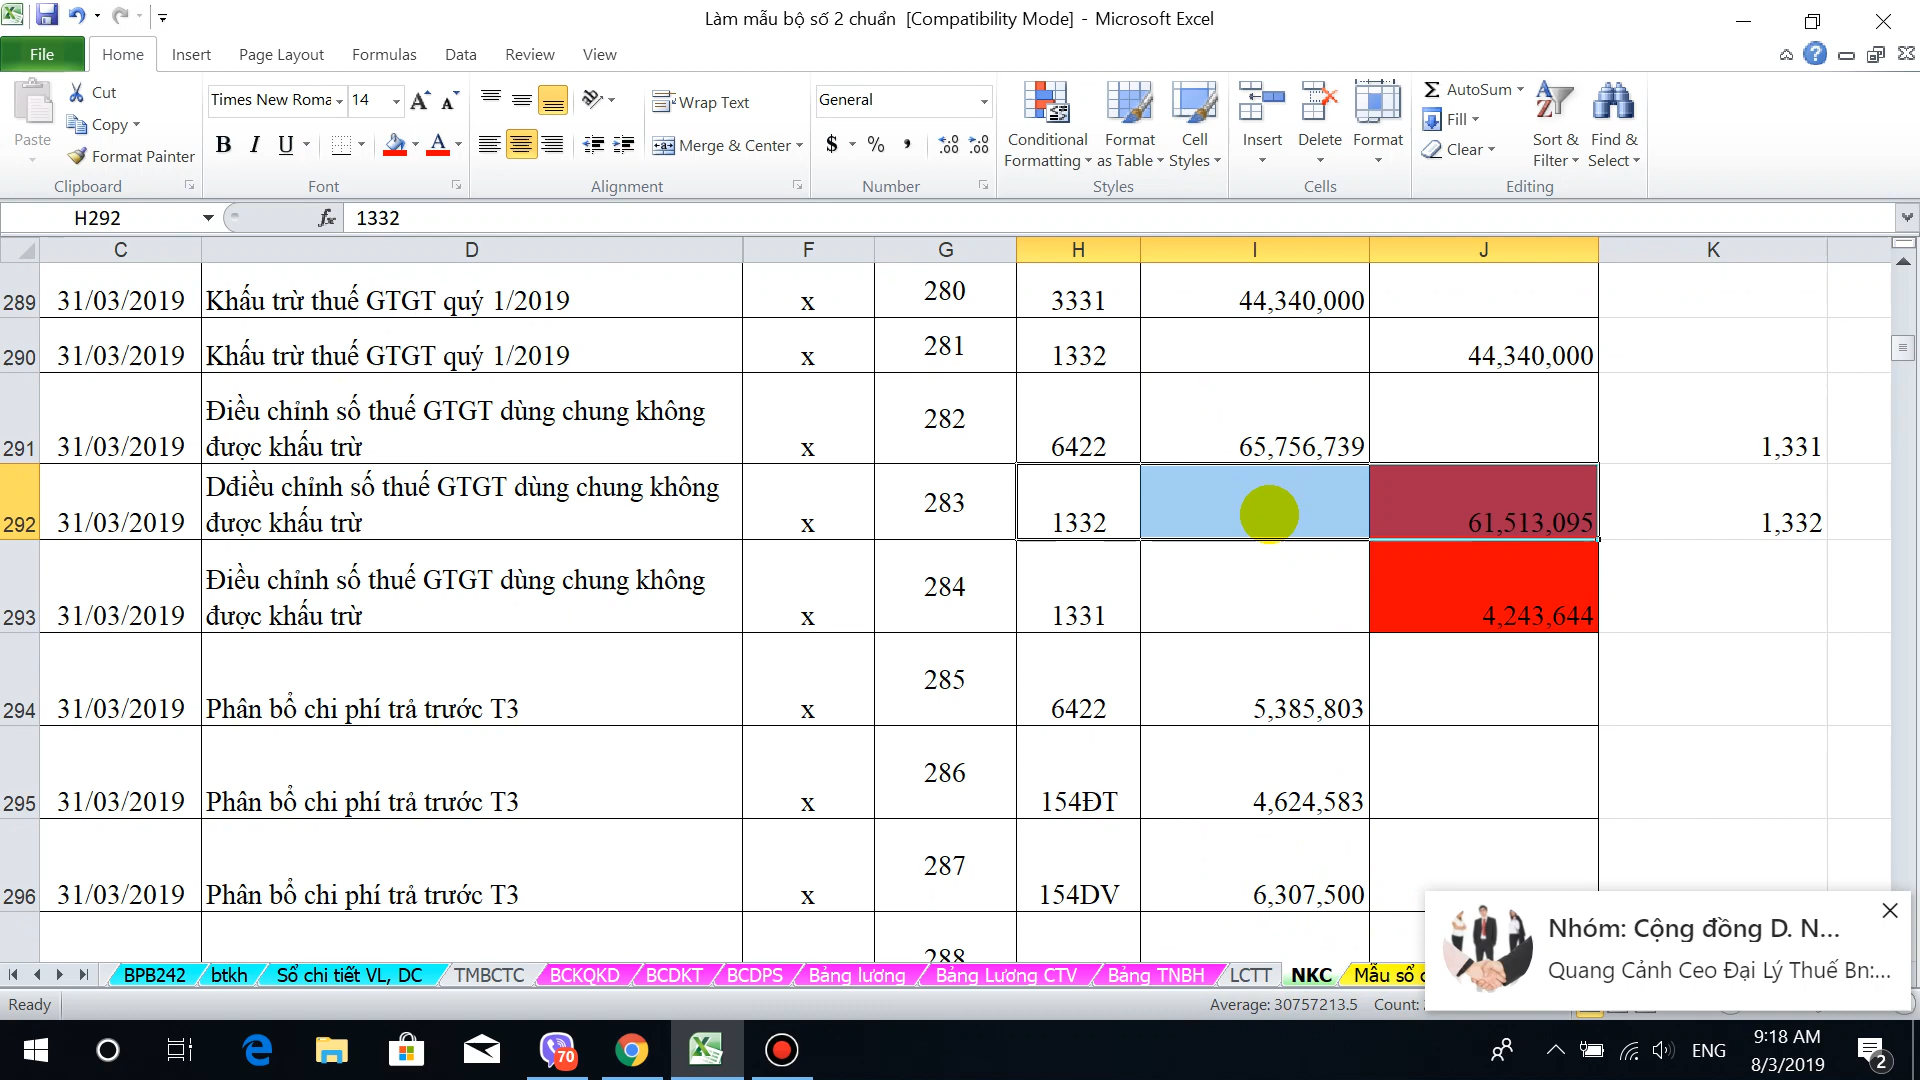 Làm mẫu bộ số 2 chuẩn [Compatibility Mode] - Microsoft Excel
File Home Insert Page Layout Formulas Data Review View
Cut
Copy
Format Painter
Paste
Clipboard
Times New Roma 14
B I U
Font
Wrap Text
Merge & Center
Alignment
General
$ % ,
Number
Conditional Formatting
Format as Table
Cell Styles
Styles
Insert Delete Format
Cells
AutoSum
Fill
Clear
Sort & Filter
Find & Select
Editing
H292 fx 1332
C D F G H I J K
289 31/03/2019 Khấu trừ thuế GTGT quý 1/2019 x 280 3331 44,340,000
290 31/03/2019 Khấu trừ thuế GTGT quý 1/2019 x 281 1332 44,340,000
291 31/03/2019 Điều chỉnh số thuế GTGT dùng chung không được khấu trừ x 282 6422 65,756,739 1,331
292 31/03/2019 Dđiều chỉnh số thuế GTGT dùng chung không được khấu trừ x 283 1332 61,513,095 1,332
293 31/03/2019 Điều chỉnh số thuế GTGT dùng chung không được khấu trừ x 284 1331 4,243,644
294 31/03/2019 Phân bổ chi phí trả trước T3 x 285 6422 5,385,803
295 31/03/2019 Phân bổ chi phí trả trước T3 x 286 154ĐT 4,624,583
296 31/03/2019 Phân bổ chi phí trả trước T3 x 287 154DV 6,307,500
288
Nhóm: Cộng đồng D. N...
Quang Cảnh Ceo Đại Lý Thuế Bn:...
BPB242 btkh Sổ chi tiết VL, DC TMBCTC BCKQKD BCDKT BCDPS Bảng lương Bảng Lương CTV Bảng TNBH LCTT NKC Mẫu sổ
Ready Average: 30757213.5 Count:
70
ENG
9:18 AM
8/3/2019
2